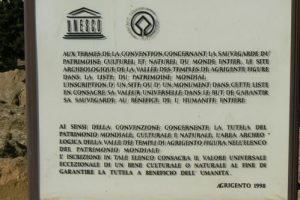 UNESCO
AUX TERMES DE LA CONVENTION CONCERNANT LA SAUVEGARDE DU
PATRIMOINE CULTUREL ET NATUREL DU MONDE ENTIER, LE SITE
ARCHEOLOGIQUE DE LA VALLEE DES TEMPLES DE AGRIGENTE FIGURE
DANS LA LISTE DU PATRIMOINE MONDIAL
L'INSCRIPTION D'UN SITE OU D'UN MONUMENT DANS CETTE LISTE
EN CONSACRE SA VALEUR UNIVERSELLE DANS LE BUT DE GARANTIR
SA SAUVEGARDE AU BENEFICE DE L'HUMANITE ENTIERE
AI SENSI DELLA CONVENZIONE CONCERNENTE LA TUTELA DEL
PATRIMONIO MONDIALE, CULTURALE E NATURALE, L'AREA ARCHEO
LOGICA DELLA VALLE DEI TEMPLI DI AGRIGENTO FIGURA NELL'ELENCO
DEL PATRIMONIO MONDIALE
L'ISCRIZIONE IN TALE ELENCO CONSACRA IL VALORE UNIVERSALE
ECCEZIONALE DI UN BENE CULTURALE O NATURALE AL FINE DI
GARANTIRE LA TUTELA A BENEFICIO DELL'UMANITA'
AGRIGENTO 1998